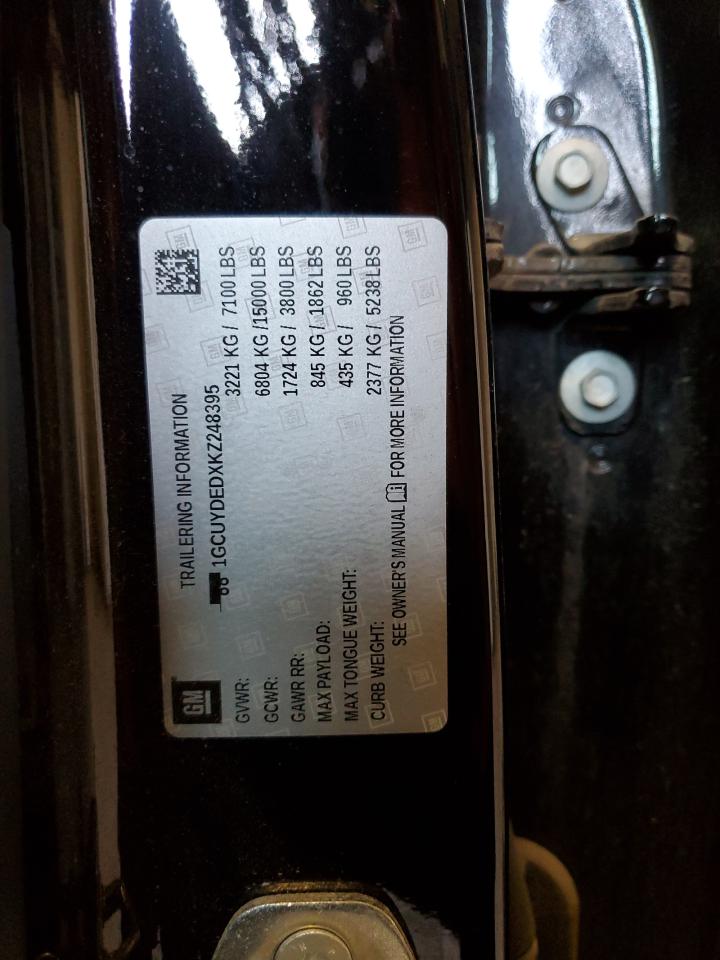 GM
TRAILERING INFORMATION
1GCUYDEDXKZ248395
GVWR: 3221 KG / 7100 LBS
GCWR: 6804 KG /15000 LBS
GAWR RR: 1724 KG / 3800 LBS
MAX PAYLOAD: 845 KG / 1862 LBS
MAX TONGUE WEIGHT: 435 KG / 960 LBS
CURB WEIGHT: 2377 KG / 5238 LBS
SEE OWNER'S MANUAL FOR MORE INFORMATION